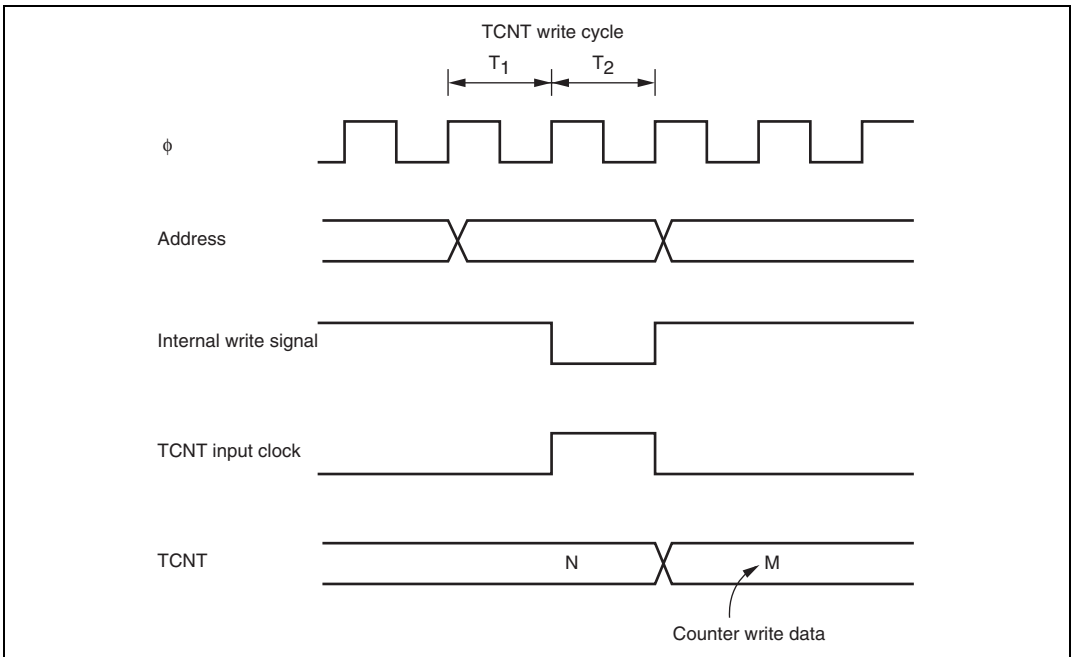 TCNT write cycle
T1 T2
ϕ
Address
Internal write signal
TCNT input clock
TCNT
N M
Counter write data